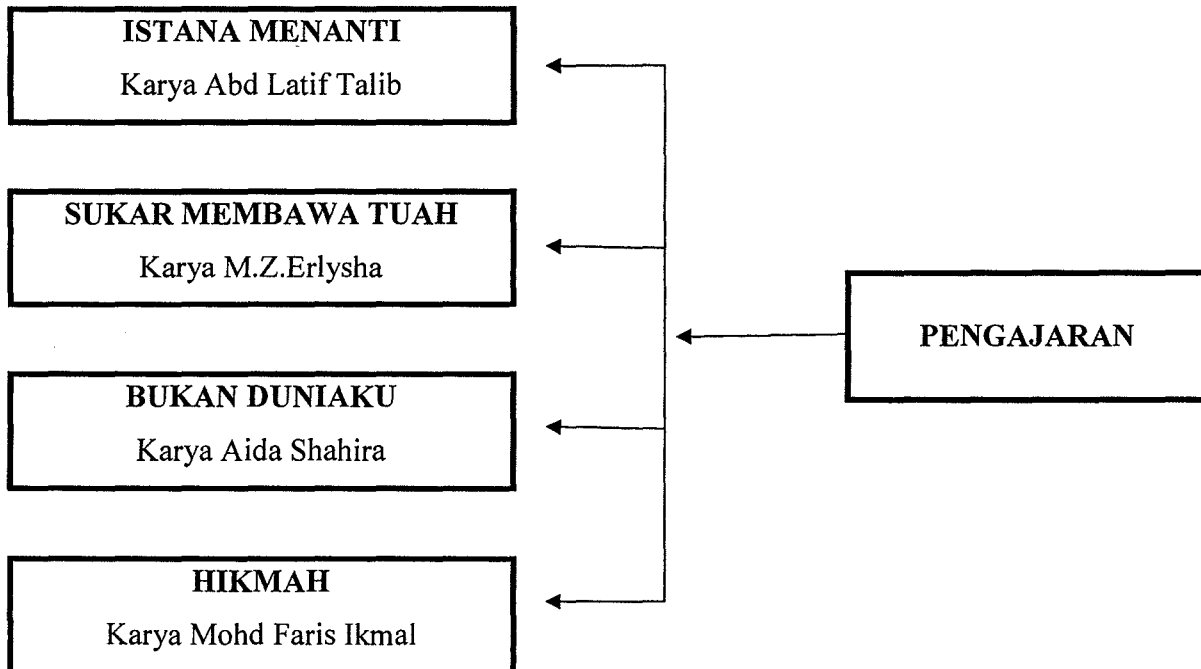 ISTANA MENANTI
Karya Abd Latif Talib
SUKAR MEMBAWA TUAH
Karya M.Z.Erlysha
BUKAN DUNIAKU
Karya Aida Shahira
HIKMAH
Karya Mohd Faris Ikmal
PENGAJARAN